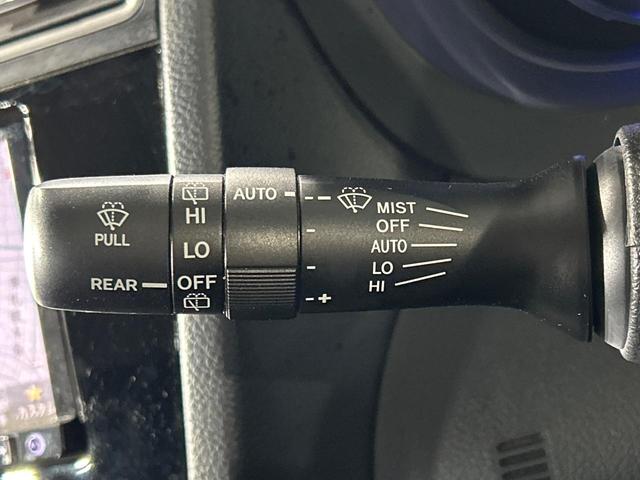 PULL
REAR
HI
LO
OFF
AUTO
--
-
-
-+
MIST
OFF
AUTO
LO
HI